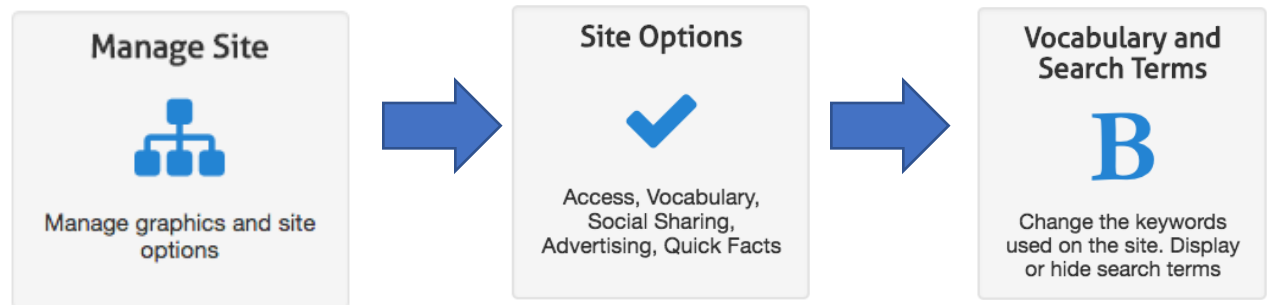 Manage Site
Manage graphics and site
options
Site Options
Access, Vocabulary,
Social Sharing,
Advertising, Quick Facts
Vocabulary and
Search Terms
B
Change the keywords
used on the site. Display
or hide search terms